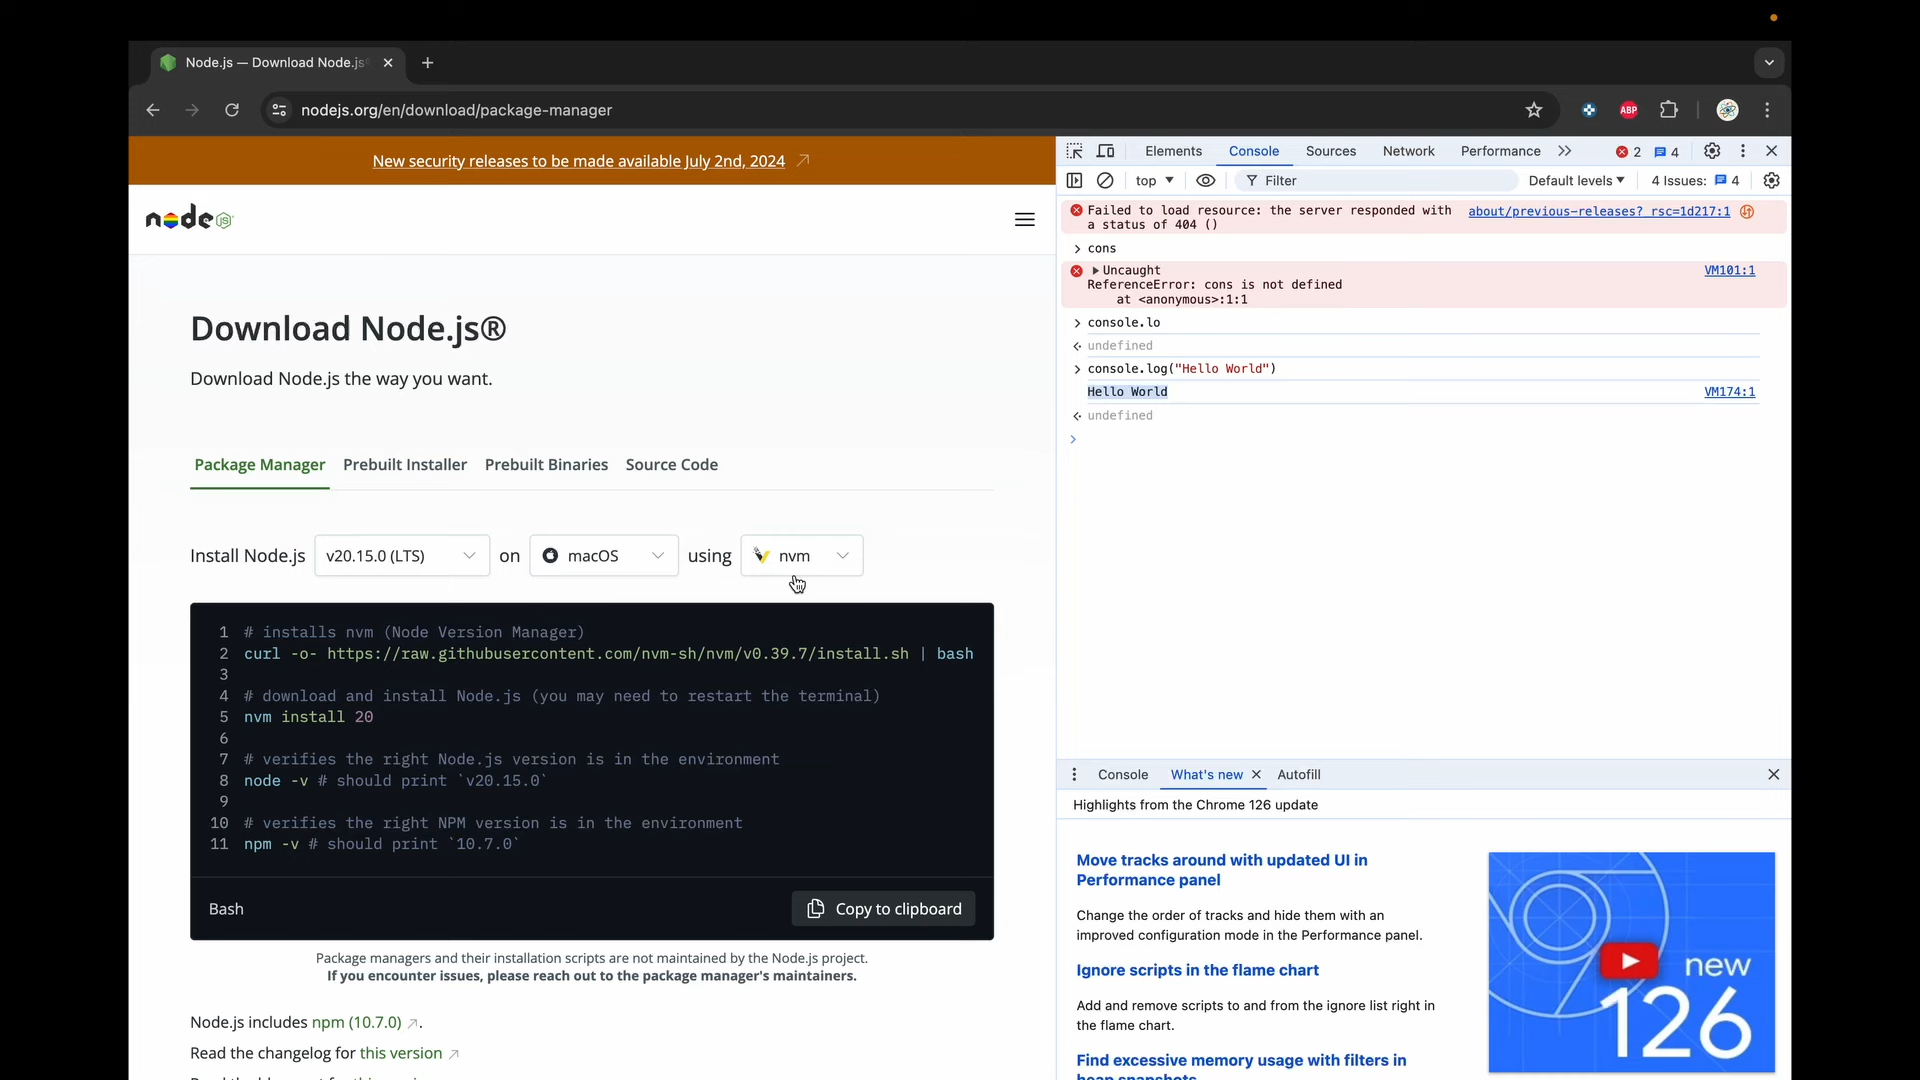 Node.js — Download Node.js
nodejs.org/en/download/package-manager
ABP
New security releases to be made available July 2nd, 2024
node
JS
Download Node.js®
Download Node.js the way you want.
Package Manager Prebuilt Installer Prebuilt Binaries Source Code
Install Node.js v20.15.0 (LTS) on macOS using nvm
1 # installs nvm (Node Version Manager)
2 curl -o- https://raw.githubusercontent.com/nvm-sh/nvm/v0.39.7/install.sh | bash
3
4 # download and install Node.js (you may need to restart the terminal)
5 nvm install 20
6
7 # verifies the right Node.js version is in the environment
8 node -v # should print `v20.15.0`
9
10 # verifies the right NPM version is in the environment
11 npm -v # should print `10.7.0`
Bash Copy to clipboard
Package managers and their installation scripts are not maintained by the Node.js project.
If you encounter issues, please reach out to the package manager's maintainers.
Node.js includes npm (10.7.0) .
Read the changelog for this version
Elements Console Sources Network Performance 2 4
top Filter Default levels 4 Issues: 4
Failed to load resource: the server responded with about/previous-releases?_rsc=1d217:1
a status of 404 ()
> cons
Uncaught VM101:1
ReferenceError: cons is not defined
at <anonymous>:1:1
> console.lo
undefined
> console.log("Hello World")
Hello World VM174:1
undefined
>
Console What's new Autofill
Highlights from the Chrome 126 update
Move tracks around with updated UI in
Performance panel
Change the order of tracks and hide them with an
improved configuration mode in the Performance panel.
Ignore scripts in the flame chart
Add and remove scripts to and from the ignore list right in
the flame chart.
Find excessive memory usage with filters in
heap snapshots
new
126